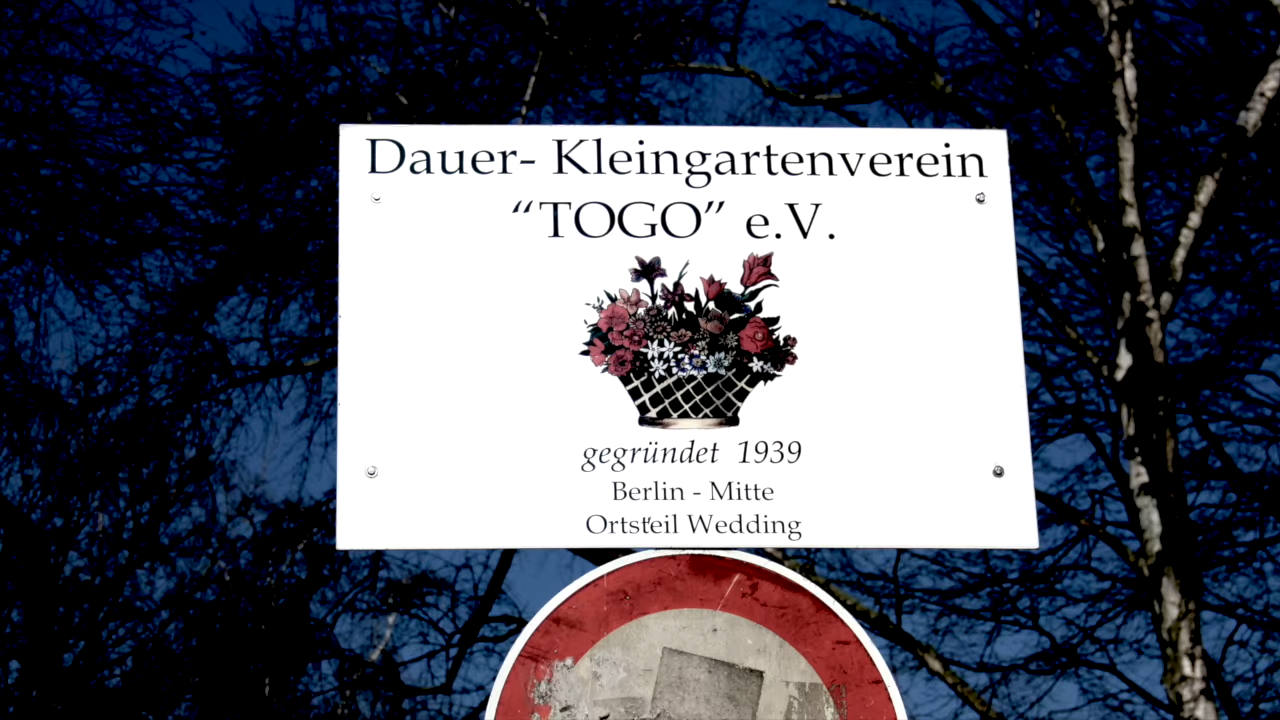 Dauer- Kleingartenverein
“TOGO” e.V.
gegründet 1939
Berlin - Mitte
Ortsteil Wedding